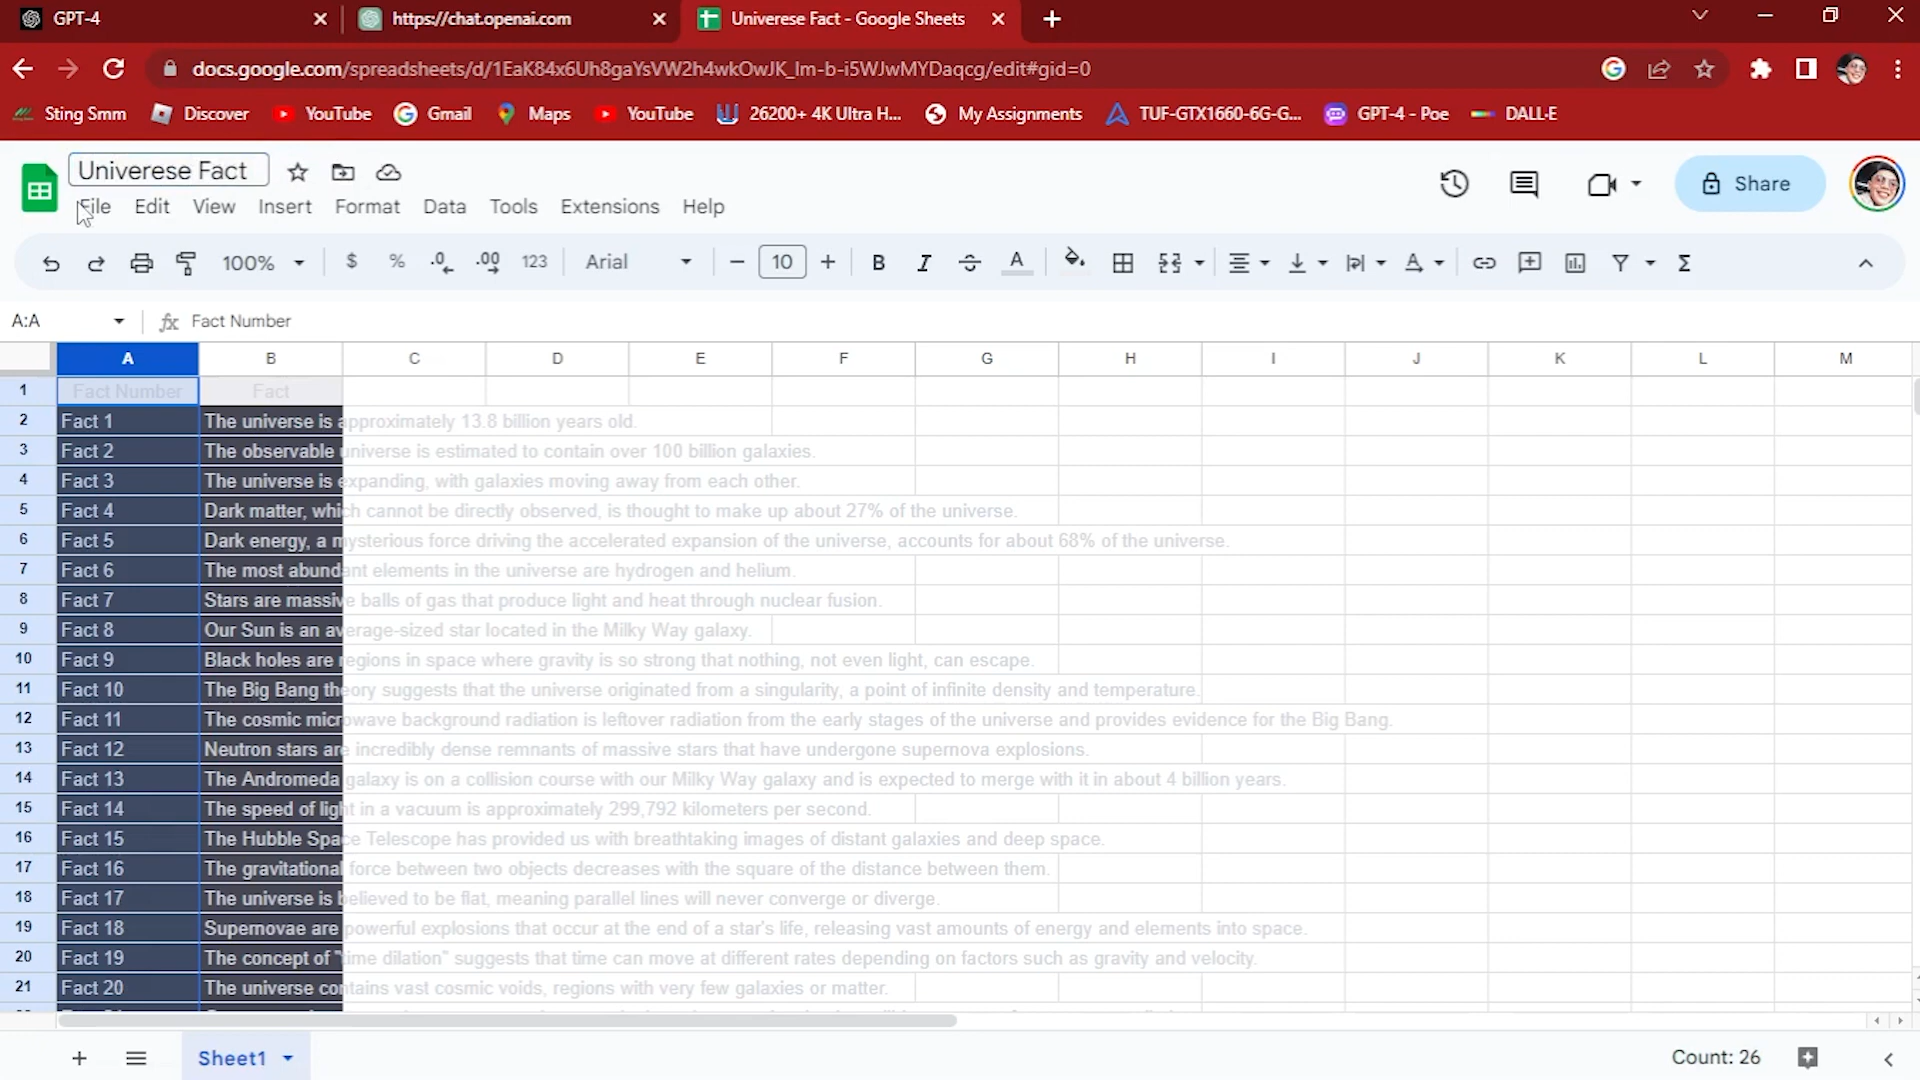 GPT-4
https://chat.openai.com
Univerese Fact - Google Sheets
docs.google.com/spreadsheets/d/1EaK84x6Uh8gaYsVW2h4wkOwJK_Im-b-i5WJwMYDaqcg/edit#gid=0
Sting Smm
Discover
YouTube
Gmail
Maps
YouTube
26200+ 4K Ultra H...
My Assignments
TUF-GTX1660-6G-G...
GPT-4 - Poe
DALL·E
Univerese Fact
Share
File Edit View Insert Format Data Tools Extensions Help
100% $ % .0 .00 123 Arial 10 B I A Σ
A:A fx Fact Number
A B C D E F G H I J K L M
1 Fact Number Fact
2 Fact 1 The universe is approximately 13.8 billion years old.
3 Fact 2 The observable universe is estimated to contain over 100 billion galaxies.
4 Fact 3 The universe is expanding, with galaxies moving away from each other.
5 Fact 4 Dark matter, which cannot be directly observed, is thought to make up about 27% of the universe.
6 Fact 5 Dark energy, a mysterious force driving the accelerated expansion of the universe, accounts for about 68% of the universe.
7 Fact 6 The most abundant elements in the universe are hydrogen and helium.
8 Fact 7 Stars are massive balls of gas that produce light and heat through nuclear fusion.
9 Fact 8 Our Sun is an average-sized star located in the Milky Way galaxy.
10 Fact 9 Black holes are regions in space where gravity is so strong that nothing, not even light, can escape.
11 Fact 10 The Big Bang theory suggests that the universe originated from a singularity, a point of infinite density and temperature.
12 Fact 11 The cosmic microwave background radiation is leftover radiation from the early stages of the universe and provides evidence for the Big Bang.
13 Fact 12 Neutron stars are incredibly dense remnants of massive stars that have undergone supernova explosions.
14 Fact 13 The Andromeda galaxy is on a collision course with our Milky Way galaxy and is expected to merge with it in about 4 billion years.
15 Fact 14 The speed of light in a vacuum is approximately 299,792 kilometers per second.
16 Fact 15 The Hubble Space Telescope has provided us with breathtaking images of distant galaxies and deep space.
17 Fact 16 The gravitational force between two objects decreases with the square of the distance between them.
18 Fact 17 The universe is believed to be flat, meaning parallel lines will never converge or diverge.
19 Fact 18 Supernovae are powerful explosions that occur at the end of a star's life, releasing vast amounts of energy and elements into space.
20 Fact 19 The concept of "time dilation" suggests that time can move at different rates depending on factors such as gravity and velocity.
21 Fact 20 The universe contains vast cosmic voids, regions with very few galaxies or matter.
Sheet1
Count: 26